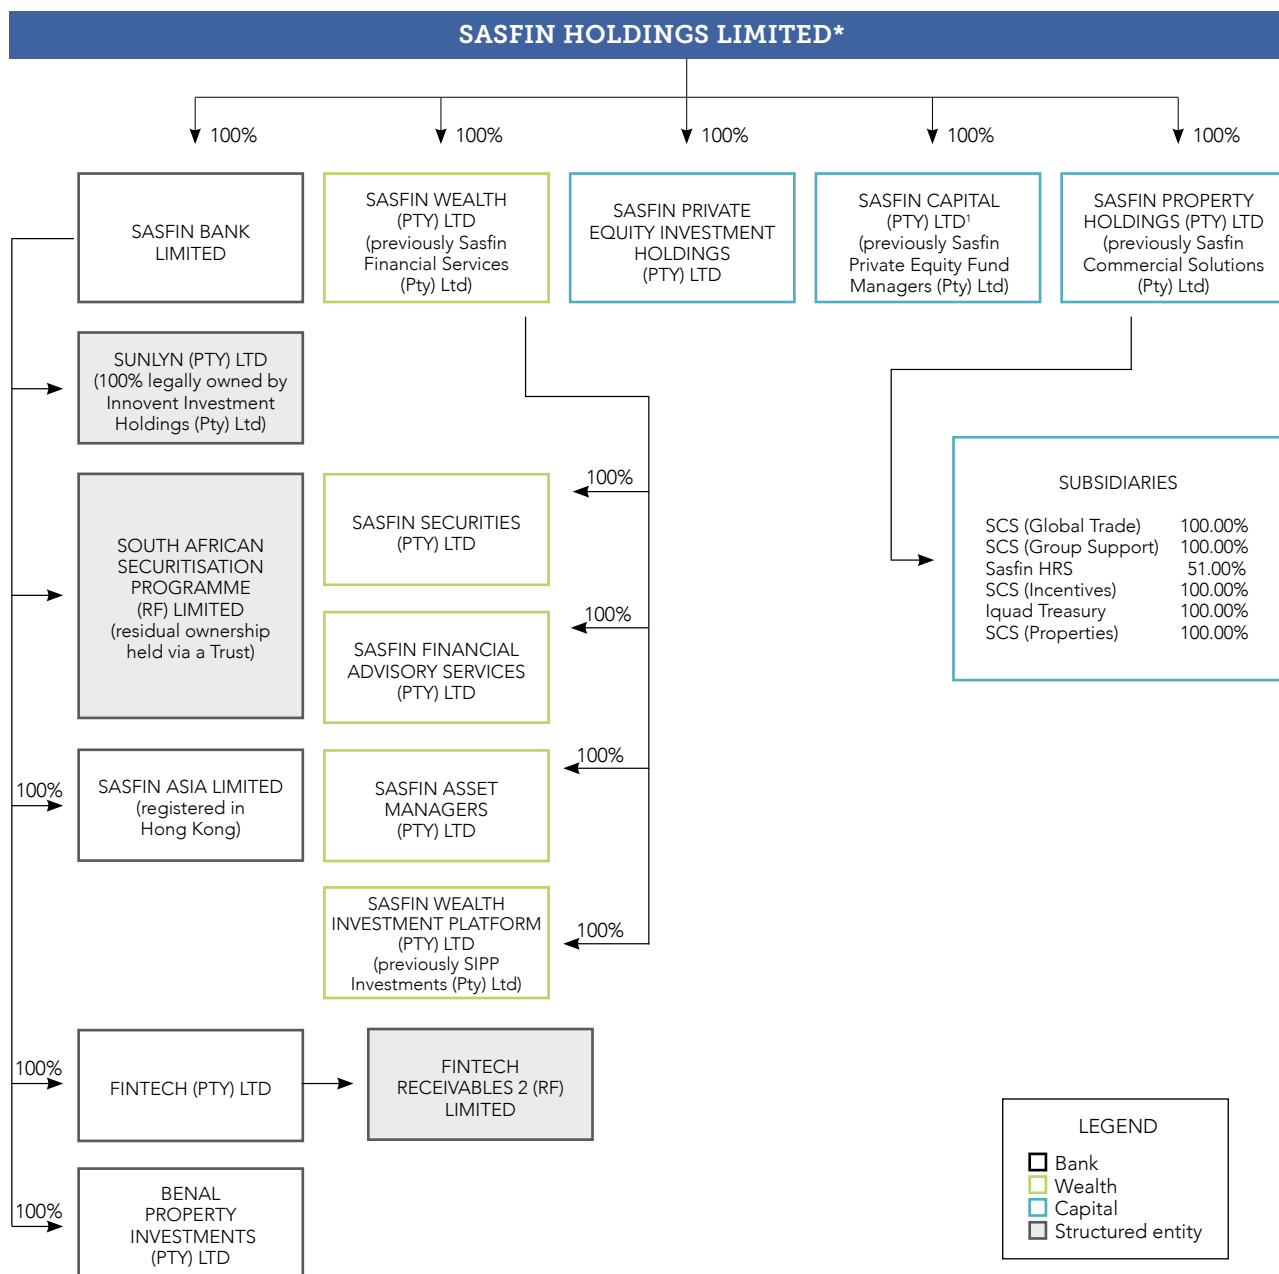 SASFIN HOLDINGS LIMITED*
100%
100%
100%
100%
100%
SASFIN BANK
LIMITED
SASFIN WEALTH
(PTY) LTD
(previously Sasfin
Financial Services
(Pty) Ltd)
SASFIN PRIVATE
EQUITY INVESTMENT
HOLDINGS
(PTY) LTD
SASFIN CAPITAL
(PTY) LTD¹
(previously Sasfin
Private Equity Fund
Managers (Pty) Ltd)
SASFIN PROPERTY
HOLDINGS (PTY) LTD
(previously Sasfin
Commercial Solutions
(Pty) Ltd)
SUNLYN (PTY) LTD
(100% legally owned by
Innovent Investment
Holdings (Pty) Ltd)
SOUTH AFRICAN
SECURITISATION
PROGRAMME
(RF) LIMITED
(residual ownership
held via a Trust)
100%
SASFIN ASIA LIMITED
(registered in
Hong Kong)
100%
SASFIN SECURITIES
(PTY) LTD
100%
SASFIN FINANCIAL
ADVISORY SERVICES
(PTY) LTD
100%
SASFIN ASSET
MANAGERS
(PTY) LTD
100%
SASFIN WEALTH
INVESTMENT PLATFORM
(PTY) LTD
(previously SIPP
Investments (Pty) Ltd)
SUBSIDIARIES
SCS (Global Trade) 100.00%
SCS (Group Support) 100.00%
Sasfin HRS 51.00%
SCS (Incentives) 100.00%
Iquad Treasury 100.00%
SCS (Properties) 100.00%
100%
FINTECH (PTY) LTD
FINTECH
RECEIVABLES 2 (RF)
LIMITED
100%
BENAL
PROPERTY
INVESTMENTS
(PTY) LTD
LEGEND
Bank
Wealth
Capital
Structured entity